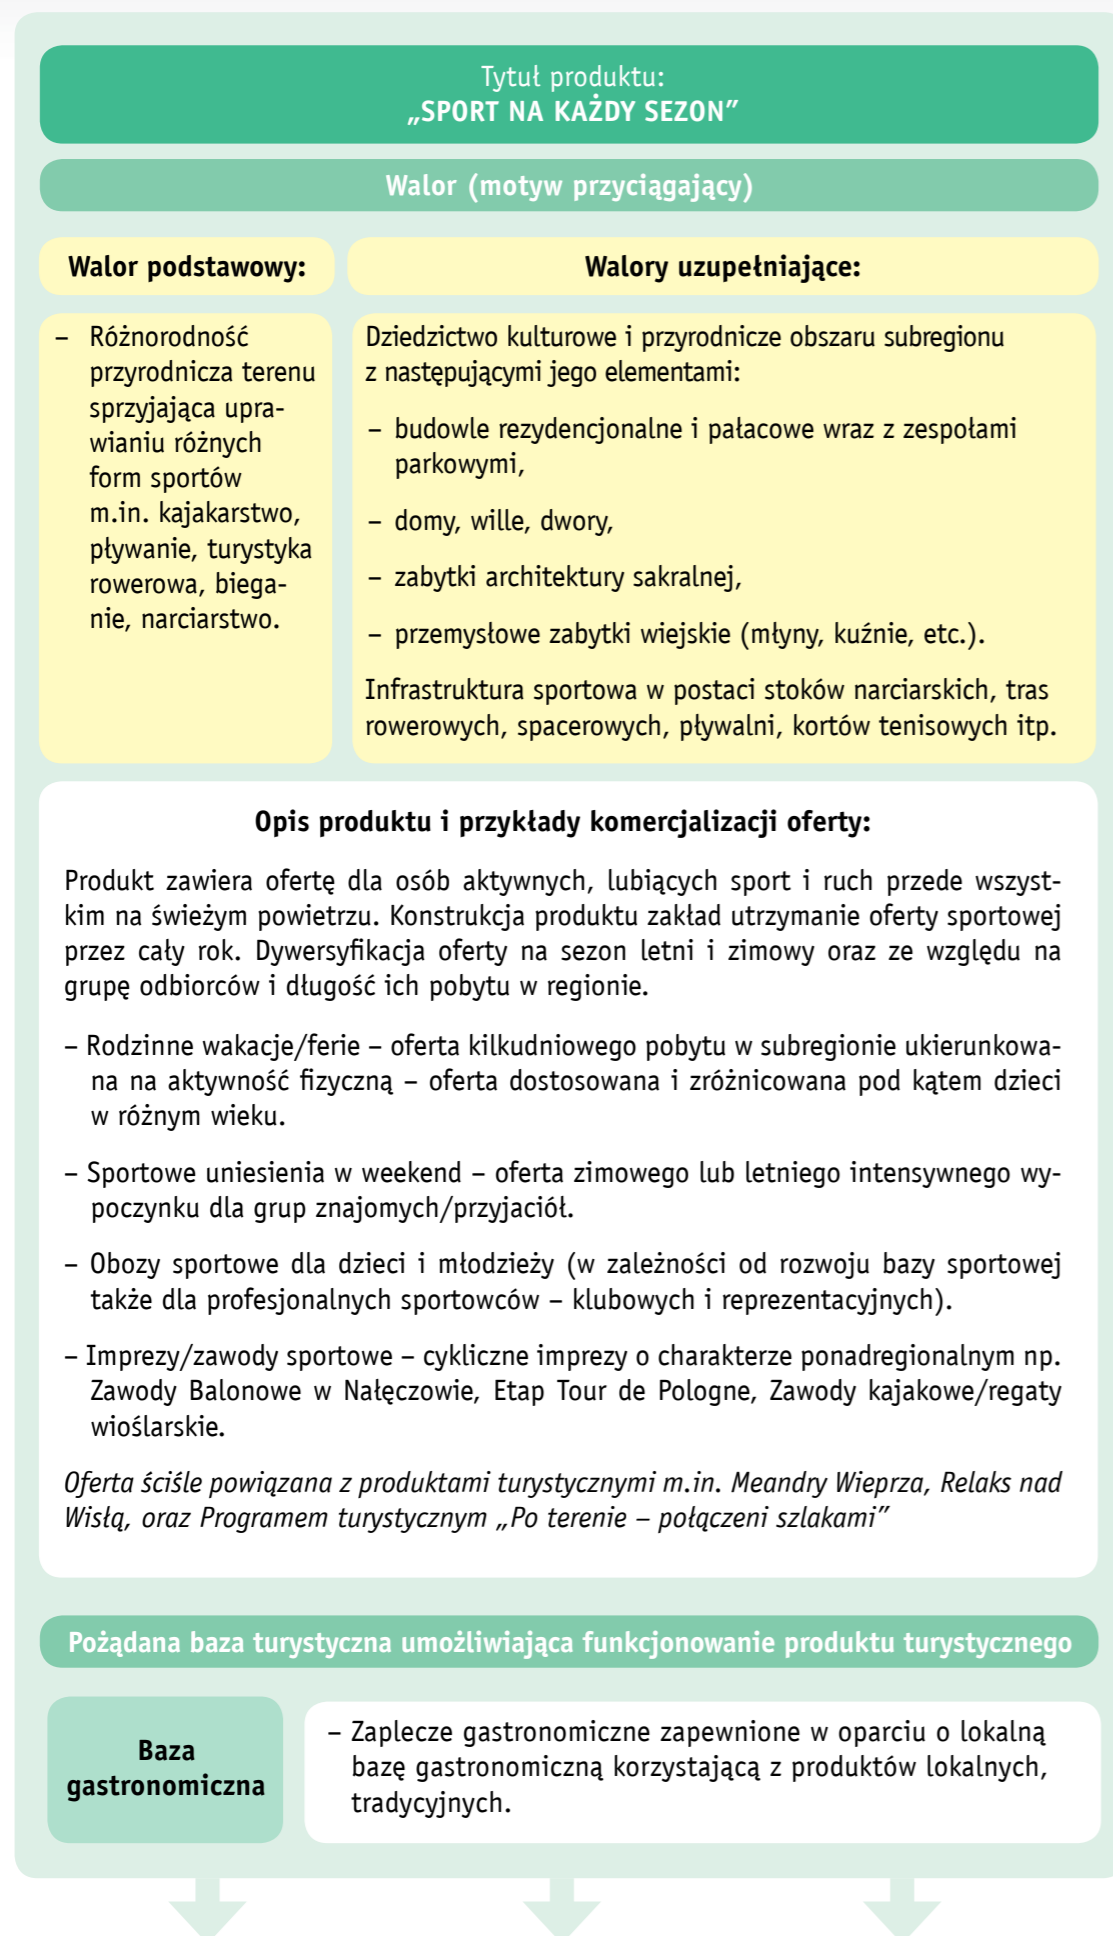 Tytuł produktu:
„SPORT NA KAŻDY SEZON”
Walor (motyw przyciągający)
Walor podstawowy:
– Różnorodność
przyrodnicza terenu
sprzyjająca upra-
wianiu różnych
form sportów
m.in. kajakarstwo,
pływanie, turystyka
rowerowa, biega-
nie, narciarstwo.
Walory uzupełniające:
Dziedzictwo kulturowe i przyrodnicze obszaru subregionu
z następującymi jego elementami:
– budowle rezydencjonalne i pałacowe wraz z zespołami
parkowymi,
– domy, wille, dwory,
– zabytki architektury sakralnej,
– przemysłowe zabytki wiejskie (młyny, kuźnie, etc.).
Infrastruktura sportowa w postaci stoków narciarskich, tras
rowerowych, spacerowych, pływalni, kortów tenisowych itp.
Opis produktu i przykłady komercjalizacji oferty:
Produkt zawiera ofertę dla osób aktywnych, lubiących sport i ruch przede wszyst-
kim na świeżym powietrzu. Konstrukcja produktu zakład utrzymanie oferty sportowej
przez cały rok. Dywersyfikacja oferty na sezon letni i zimowy oraz ze względu na
grupę odbiorców i długość ich pobytu w regionie.
– Rodzinne wakacje/ferie – oferta kilkudniowego pobytu w subregionie ukierunkowa-
na na aktywność fizyczną – oferta dostosowana i zróżnicowana pod kątem dzieci
w różnym wieku.
– Sportowe uniesienia w weekend – oferta zimowego lub letniego intensywnego wy-
poczynku dla grup znajomych/przyjaciół.
– Obozy sportowe dla dzieci i młodzieży (w zależności od rozwoju bazy sportowej
także dla profesjonalnych sportowców – klubowych i reprezentacyjnych).
– Imprezy/zawody sportowe – cykliczne imprezy o charakterze ponadregionalnym np.
Zawody Balonowe w Nałęczowie, Etap Tour de Pologne, Zawody kajakowe/regaty
wioślarskie.
Oferta ściśle powiązana z produktami turystycznymi m.in. Meandry Wieprza, Relaks nad
Wisłą, oraz Programem turystycznym „Po terenie – połączeni szlakami”
Pożądana baza turystyczna umożliwiająca funkcjonowanie produktu turystycznego
Baza
gastronomiczna
– Zaplecze gastronomiczne zapewnione w oparciu o lokalną
bazę gastronomiczną korzystającą z produktów lokalnych,
tradycyjnych.